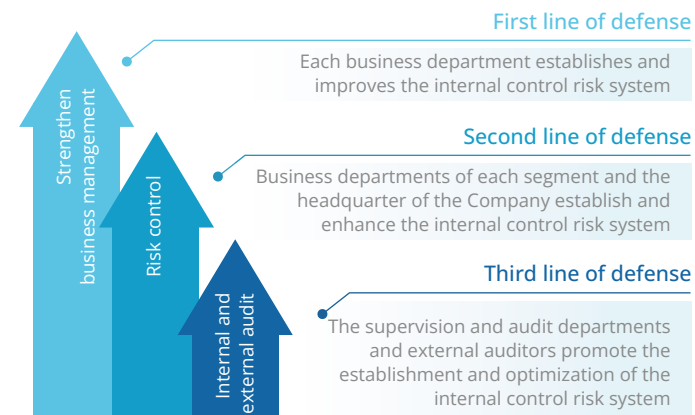 First line of defense
Each business department establishes and
improves the internal control risk system
Strengthen
business management
Second line of defense
Business departments of each segment and the
headquarter of the Company establish and
enhance the internal control risk system
Risk control
Third line of defense
The supervision and audit departments
and external auditors promote the
establishment and optimization of the
internal control risk system
Internal and
external audit